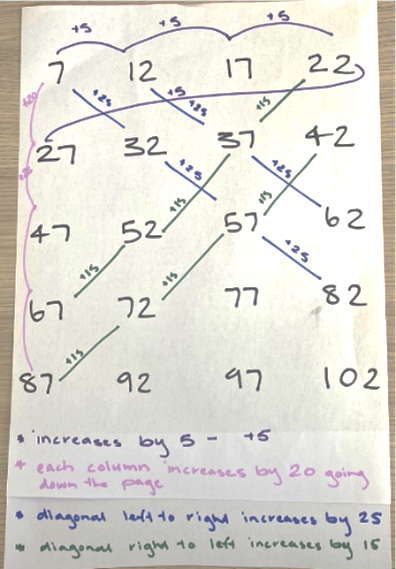 +5 +5 +5
7 12 17 22
+20 +25 +5 +25 +15
27 32 37 42
+25 +15 +25 +15
47 52 57 62
+15 +15 +25
67 72 77 82
+15
87 92 97 102
* increases by 5 - +5
* each column increases by 20 going
down the page
* diagonal left to right increases by 25
* diagonal right to left increases by 15